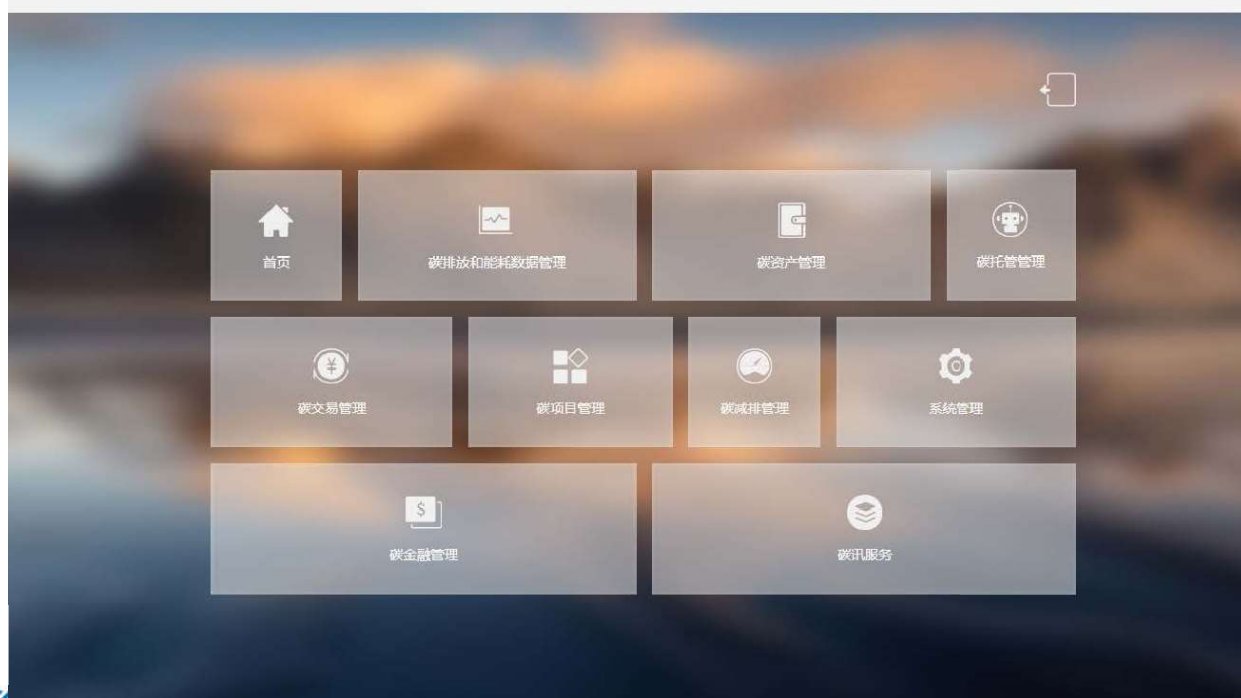 首页
碳排放和能耗数据管理
碳资产管理
碳托管管理
碳交易管理
碳项目管理
碳减排管理
系统管理
碳金融管理
碳讯服务